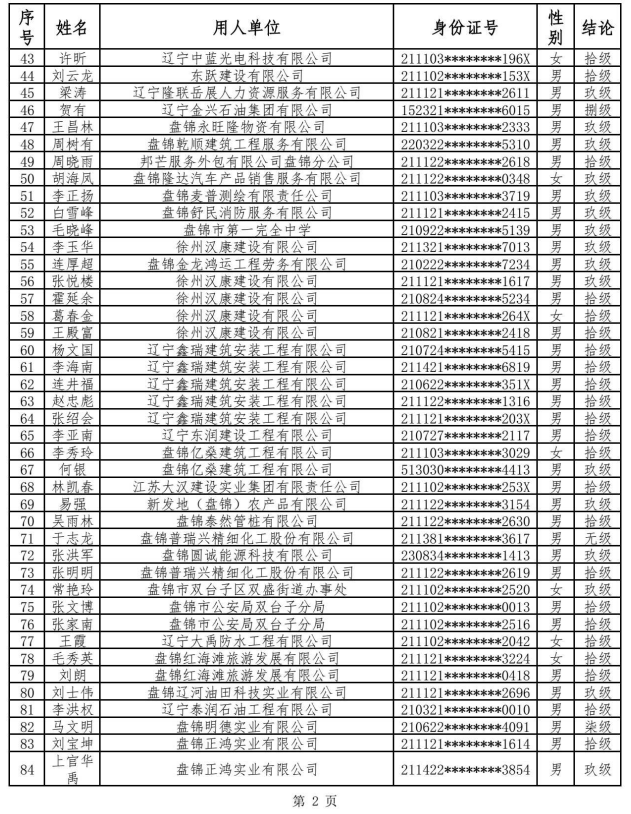 序号 姓名 用人单位 身份证号 性别 结论
43 许昕 辽宁中蓝光电科技有限公司 211103********196X 女 拾级
44 刘云龙 东跃建设有限公司 211102********153X 男 拾级
45 梁涛 辽宁隆联岳展人力资源服务有限公司 211121********2611 男 玖级
46 贺有 辽宁金兴石油集团有限公司 152321********6015 男 捌级
47 王昌林 盘锦永旺隆物资有限公司 211103********2333 男 玖级
48 周树有 盘锦乾顺建筑工程服务有限公司 220322********5310 男 玖级
49 周晓雨 邦芒服务外包有限公司盘锦分公司 211122********2618 男 拾级
50 胡海凤 盘锦隆达汽车产品销售服务有限公司 211122********0348 女 玖级
51 李正扬 盘锦麦普测绘有限责任公司 211103********3719 男 玖级
52 白雪峰 盘锦舒民消防服务有限公司 211121********2415 男 玖级
53 毛晓峰 盘锦市第一完全中学 210922********5139 男 玖级
54 李玉华 徐州汉康建设有限公司 211321********7013 男 玖级
55 连厚超 盘锦金龙鸿运工程劳务有限公司 210222********7234 男 玖级
56 张悦楼 徐州汉康建设有限公司 211121********1617 男 玖级
57 霍延余 徐州汉康建设有限公司 210824********5234 男 拾级
58 葛春金 徐州汉康建设有限公司 211121********264X 女 拾级
59 王殿富 徐州汉康建设有限公司 210821********2418 男 拾级
60 杨文国 辽宁鑫瑞建筑安装工程有限公司 210724********5415 男 拾级
61 李海南 辽宁鑫瑞建筑安装工程有限公司 211421********6819 男 拾级
62 连井福 辽宁鑫瑞建筑安装工程有限公司 210622********351X 男 拾级
63 赵忠彪 辽宁鑫瑞建筑安装工程有限公司 211122********1316 男 拾级
64 张绍会 辽宁鑫瑞建筑安装工程有限公司 211121********203X 男 拾级
65 李亚南 辽宁东润建设工程有限公司 210727********2117 男 拾级
66 李秀玲 盘锦亿燊建筑工程有限公司 211103********3029 女 拾级
67 何银 盘锦亿燊建筑工程有限公司 513030********4413 男 玖级
68 林凯春 江苏大汉建设实业集团有限责任公司 211102********253X 男 拾级
69 易强 新发地（盘锦）农产品有限公司 211122********3154 男 玖级
70 吴雨林 盘锦泰然管桩有限公司 211122********2630 男 拾级
71 于志龙 盘锦普瑞兴精细化工股份有限公司 211381********3617 男 无级
72 张洪军 盘锦圆诚能源科技有限公司 230834********1413 男 玖级
73 张明明 盘锦普瑞兴精细化工股份有限公司 211122********2619 男 拾级
74 常艳玲 盘锦市双台子区双盛街道办事处 211102********2520 女 玖级
75 张文博 盘锦市公安局双台子分局 211102********0013 男 拾级
76 张家南 盘锦市公安局双台子分局 211102********2516 男 拾级
77 王霞 辽宁大禹防水工程有限公司 211102********2042 女 拾级
78 毛秀英 盘锦红海滩旅游发展有限公司 211121********3224 女 拾级
79 刘朗 盘锦红海滩旅游发展有限公司 211121********0418 男 拾级
80 刘士伟 盘锦辽河油田科技实业有限公司 211121********2696 男 玖级
81 李洪权 辽宁泰润石油工程有限公司 210321********0010 男 拾级
82 马文明 盘锦明德实业有限公司 210622********4091 男 柒级
83 刘宝坤 盘锦正鸿实业有限公司 211121********1614 男 拾级
84 上官华禹 盘锦正鸿实业有限公司 211422********3854 男 玖级
第 2 页